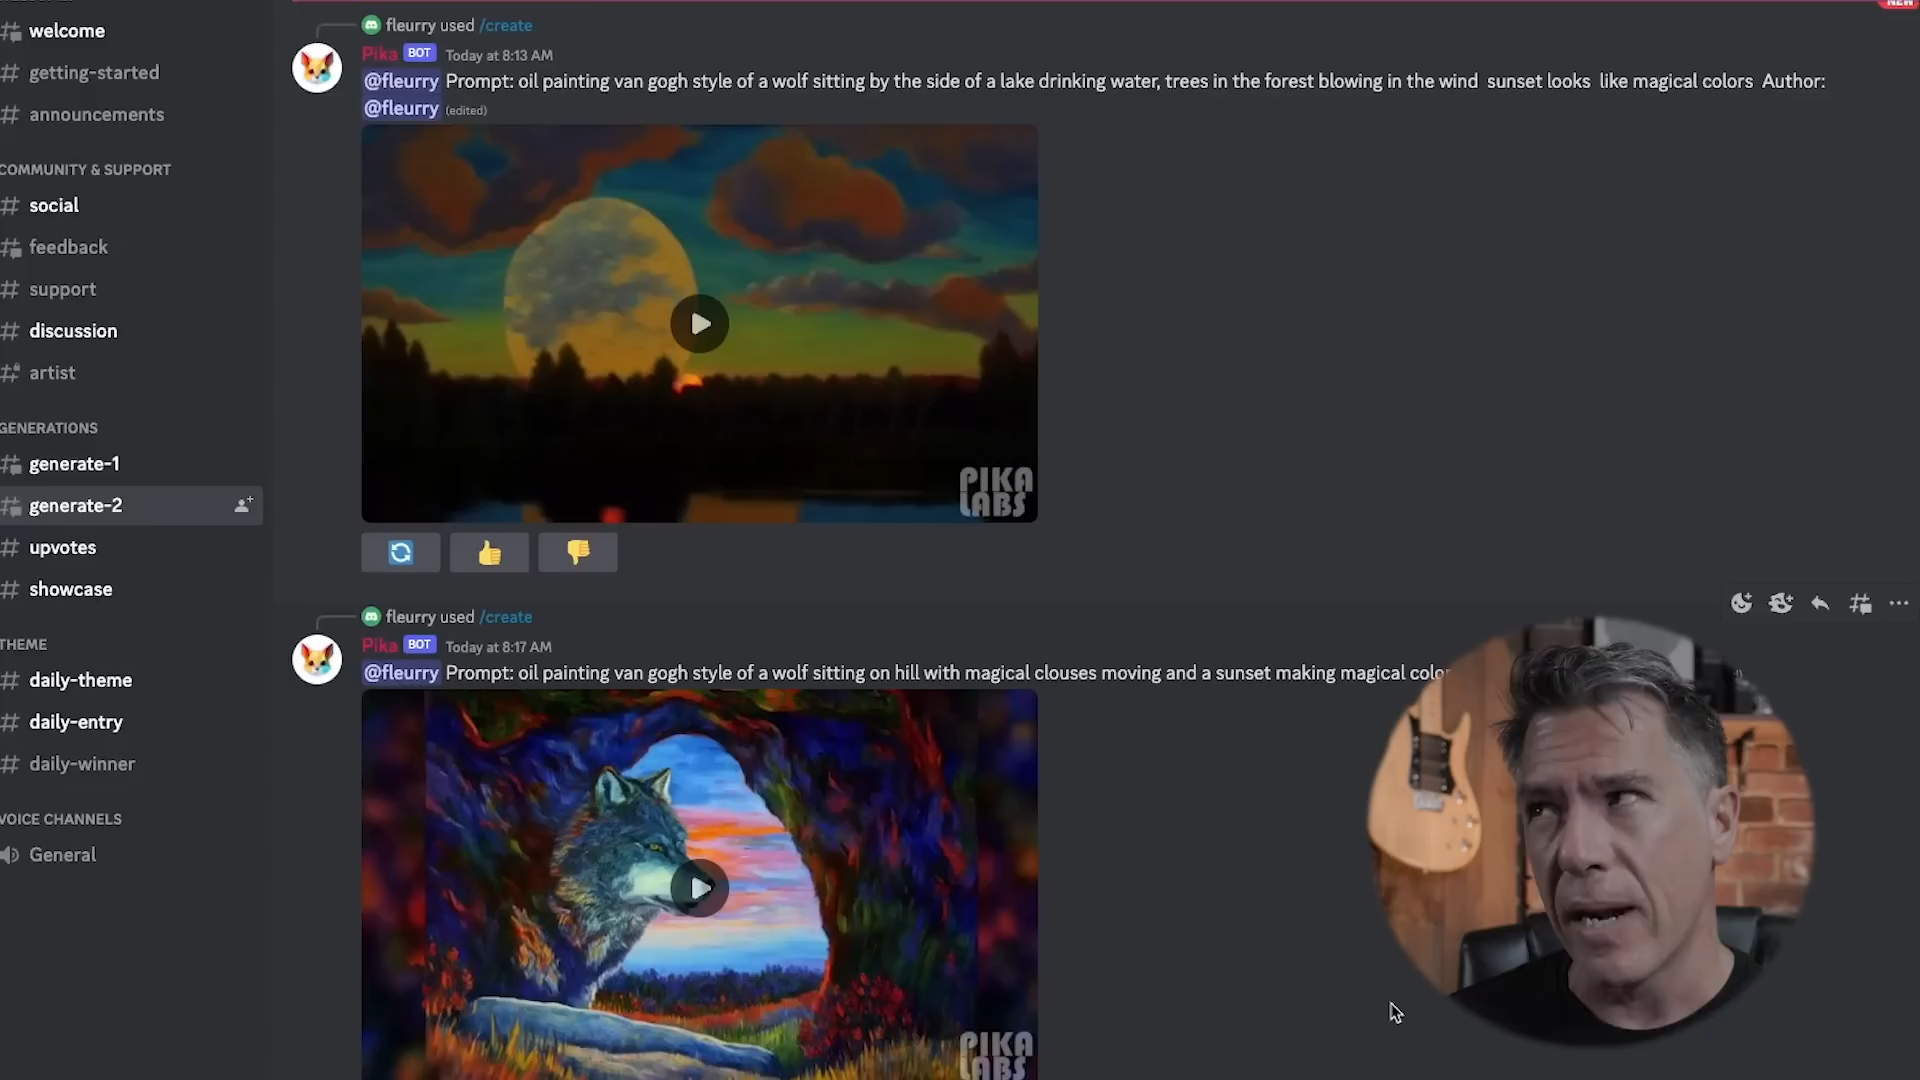 welcome
getting-started
announcements
COMMUNITY & SUPPORT
social
feedback
support
discussion
artist
GENERATIONS
generate-1
generate-2
upvotes
showcase
THEME
daily-theme
daily-entry
daily-winner
VOICE CHANNELS
General
NEW
fleurry used /create
Pika BOT Today at 8:13 AM
@fleurry Prompt: oil painting van gogh style of a wolf sitting by the side of a lake drinking water, trees in the forest blowing in the wind sunset looks like magical colors Author:
@fleurry (edited)
PIKA
LABS
fleurry used /create
Pika BOT Today at 8:17 AM
@fleurry Prompt: oil painting van gogh style of a wolf sitting on hill with magical clouses moving and a sunset making magical color
PIKA
LABS